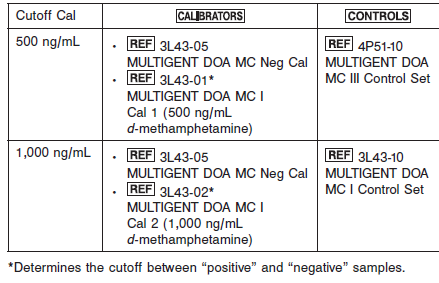 Cutoff Cal CALIBRATORS CONTROLS
500 ng/mL
• REF 3L43-05
MULTIGENT DOA MC Neg Cal
• REF 3L43-01*
MULTIGENT DOA MC I
Cal 1 (500 ng/mL
d-methamphetamine)
REF 4P51-10
MULTIGENT DOA
MC III Control Set
1,000 ng/mL
• REF 3L43-05
MULTIGENT DOA MC Neg Cal
• REF 3L43-02*
MULTIGENT DOA MC I
Cal 2 (1,000 ng/mL
d-methamphetamine)
REF 3L43-10
MULTIGENT DOA
MC I Control Set
*Determines the cutoff between “positive” and “negative” samples.